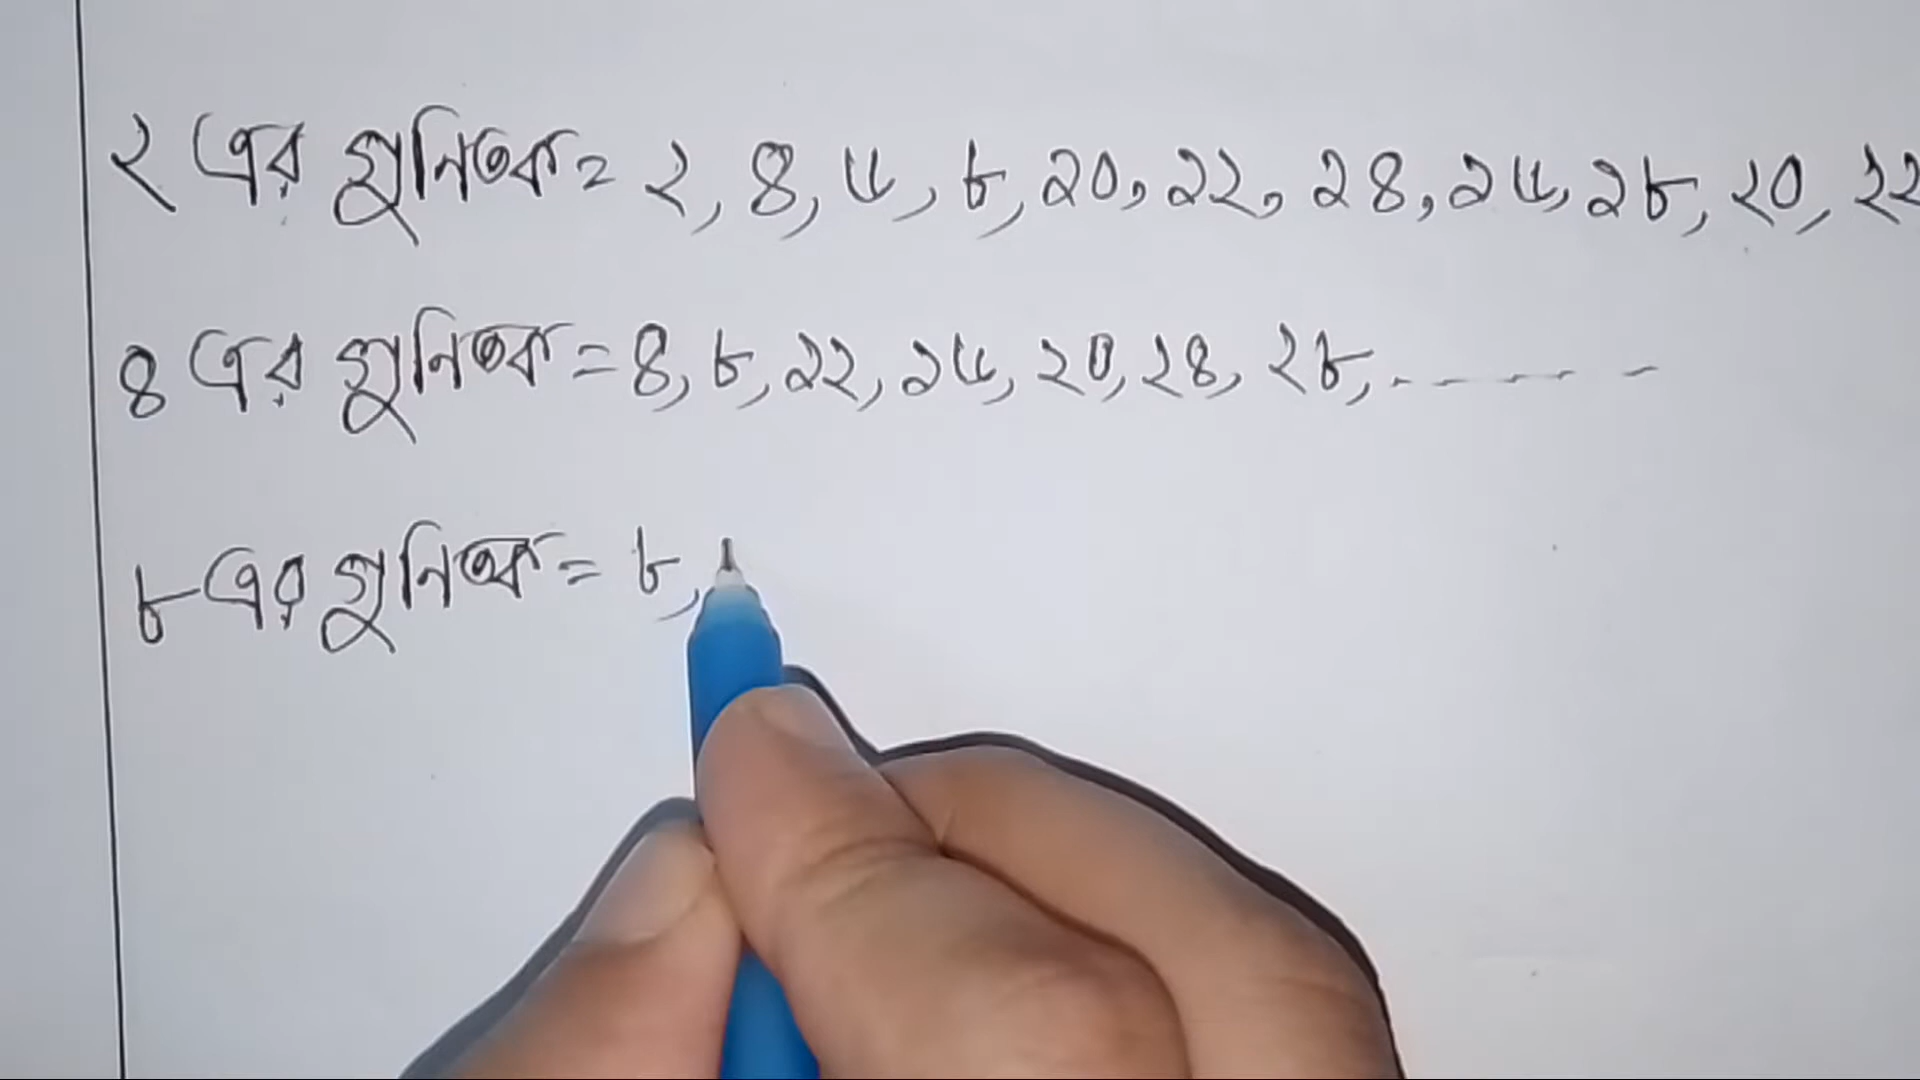 ২ এর গুনিতক= ২, ৪, ৬, ৮, ১০, ১২, ১৪, ১৬, ১৮, ২০, ২২
৪ এর গুনিতক = ৪, ৮, ১২, ১৬, ২০, ২৪, ২৮, . - - - - -
৮ এর গুনিতক = ৮,